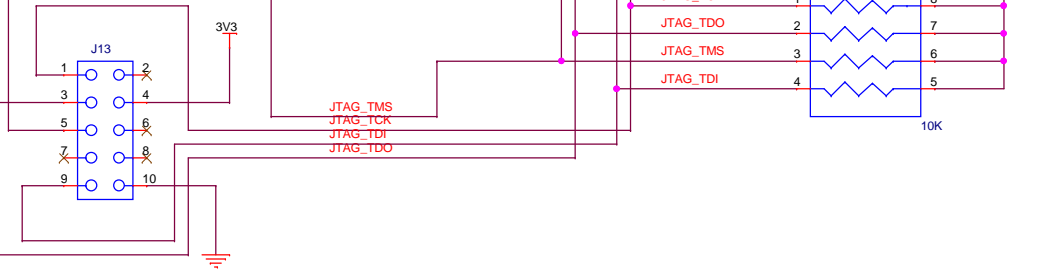 JTAG_TDO 2 7
3V3
J13
JTAG_TMS 3 6
1 2
JTAG_TDI 4 5
3 4
JTAG_TMS
JTAG_TCK
5 6
10K
JTAG_TDI
JTAG_TDO
7 8
9 10